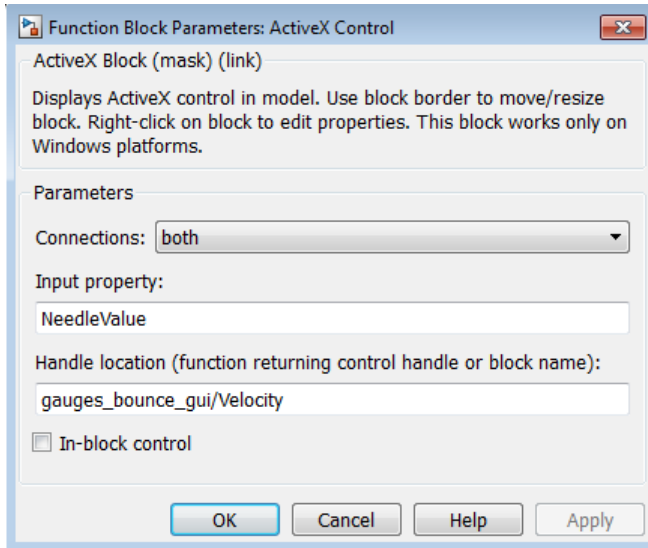 Function Block Parameters: ActiveX Control
ActiveX Block (mask) (link)
Displays ActiveX control in model. Use block border to move/resize
block. Right-click on block to edit properties. This block works only on
Windows platforms.
Parameters
Connections: both
Input property:
NeedleValue
Handle location (function returning control handle or block name):
gauges_bounce_gui/Velocity
In-block control
OK Cancel Help Apply